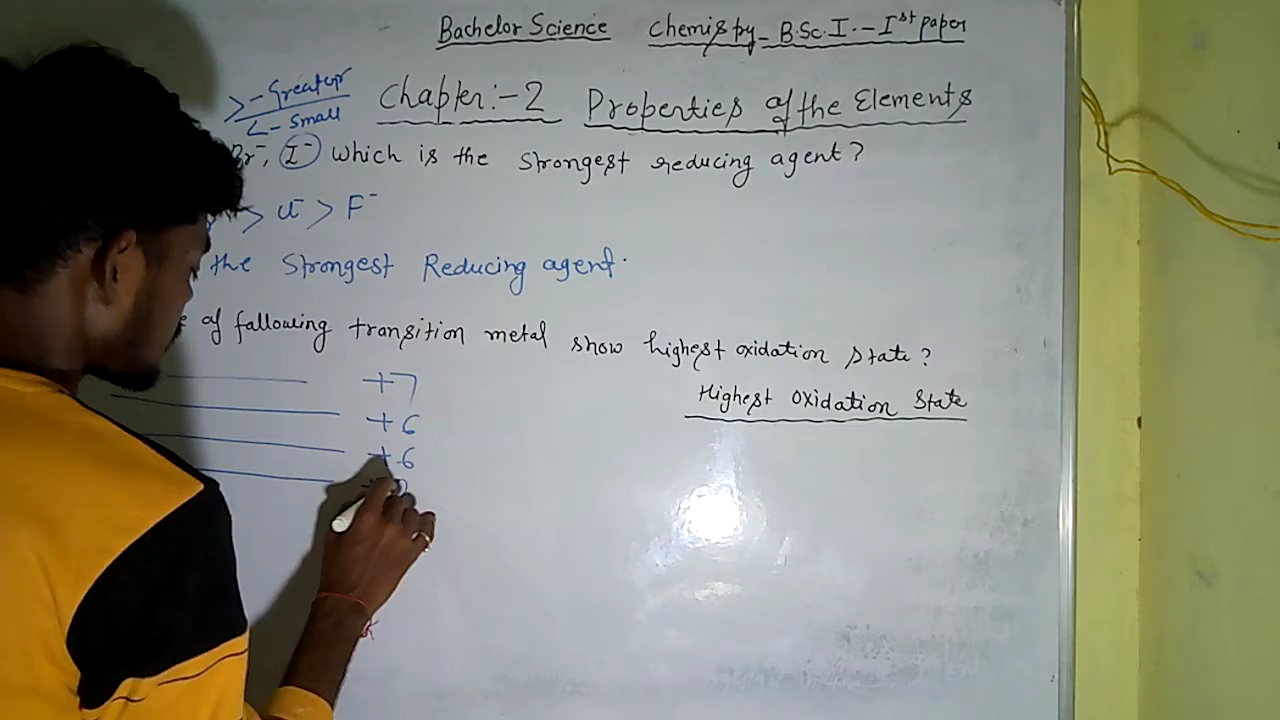 Bachelor Science Chemistry - B.Sc. I. - Ist paper
> - Greator
< - Small
Chapter:- 2 Properties of the Elements
Br-, I- which is the strongest reducing agent?
> Cl- > F-
the Strongest Reducing agent.
of fallowing transition metal show highest oxidation state?
+7
Highest Oxidation State
+6
+6